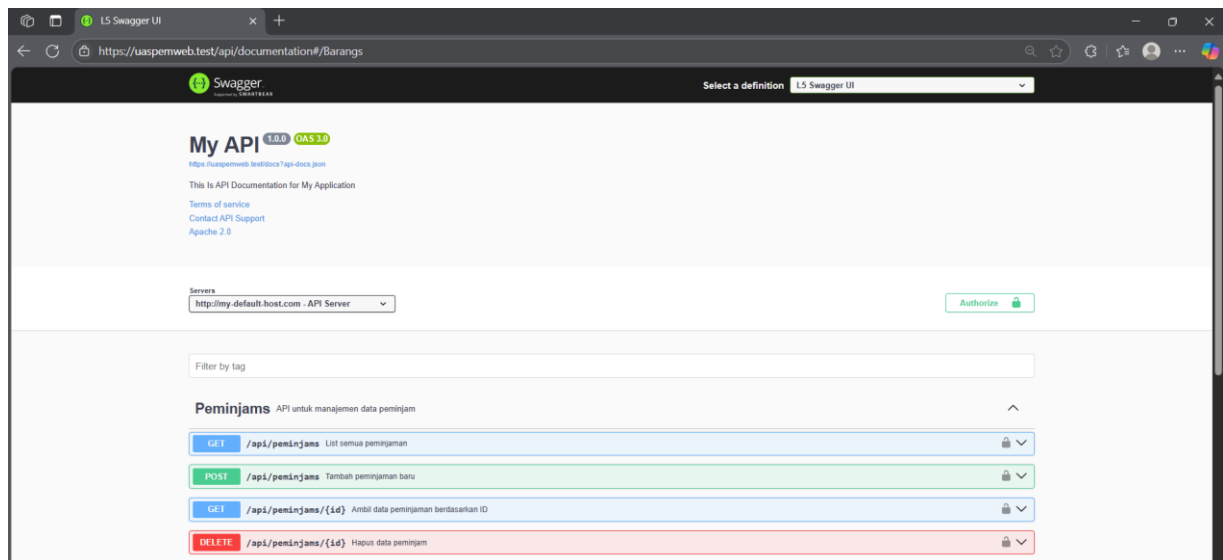 L5 Swagger UI
https://uaspemweb.test/api/documentation#/Barangs
Swagger
Supported by SMARTBEAR
Select a definition L5 Swagger UI
My API 1.0.0 OAS 3.0
https://uaspemweb.test/docs?api-docs.json
This Is API Documentation for My Application
Terms of service
Contact API Support
Apache 2.0
Servers
http://my-default-host.com - API Server
Authorize
Filter by tag
Peminjams API untuk manajemen data peminjam
GET /api/peminjams List semua peminjaman
POST /api/peminjams Tambah peminjaman baru
GET /api/peminjams/{id} Ambil data peminjaman berdasarkan ID
DELETE /api/peminjams/{id} Hapus data peminjam